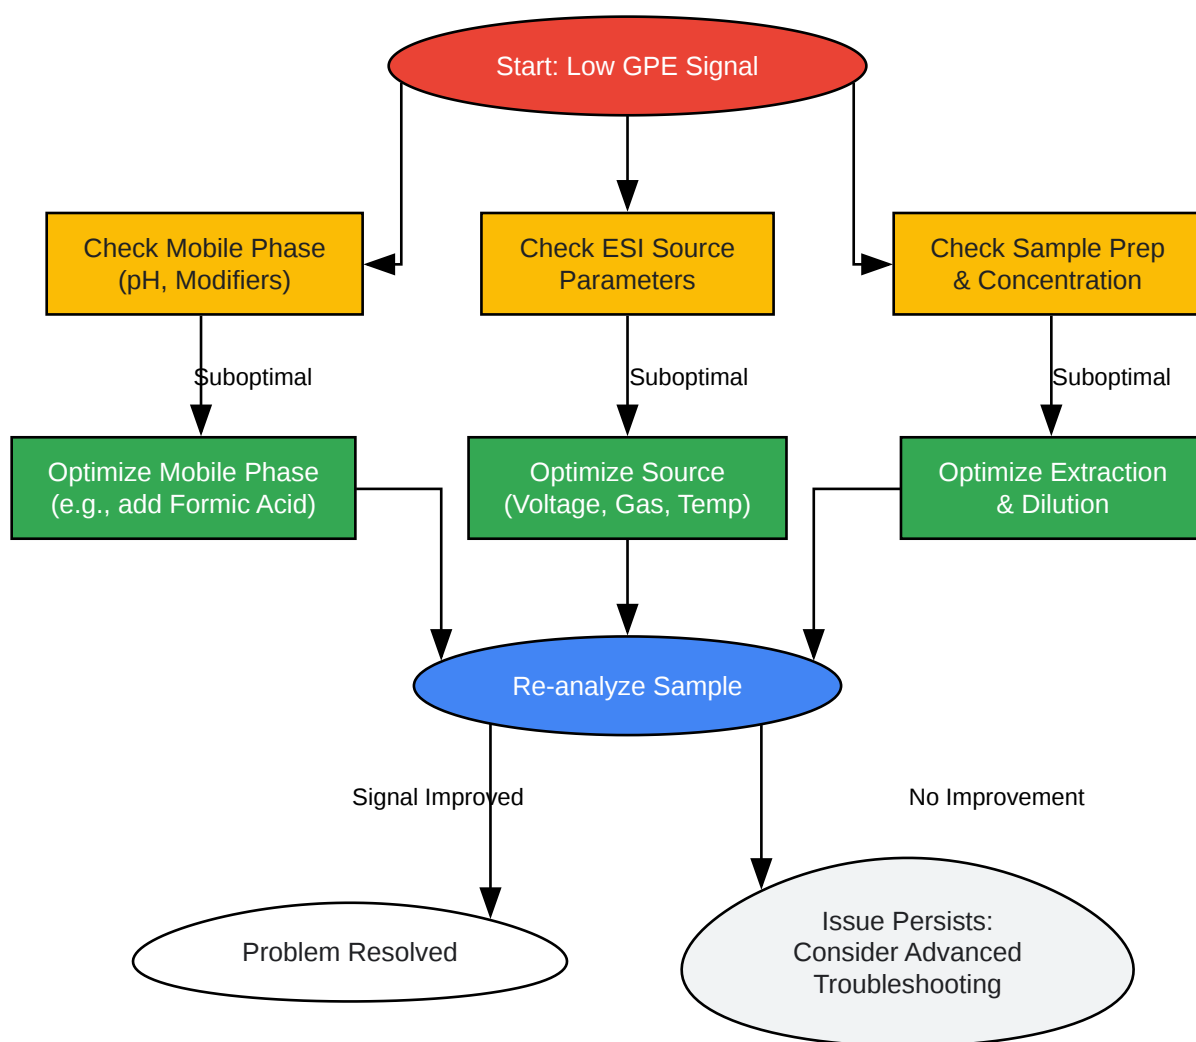 Start: Low GPE Signal
Check Mobile Phase
(pH, Modifiers)
Check ESI Source
Parameters
Check Sample Prep
& Concentration
Suboptimal
Suboptimal
Suboptimal
Optimize Mobile Phase
(e.g., add Formic Acid)
Optimize Source
(Voltage, Gas, Temp)
Optimize Extraction
& Dilution
Re-analyze Sample
Signal Improved
No Improvement
Problem Resolved
Issue Persists:
Consider Advanced
Troubleshooting